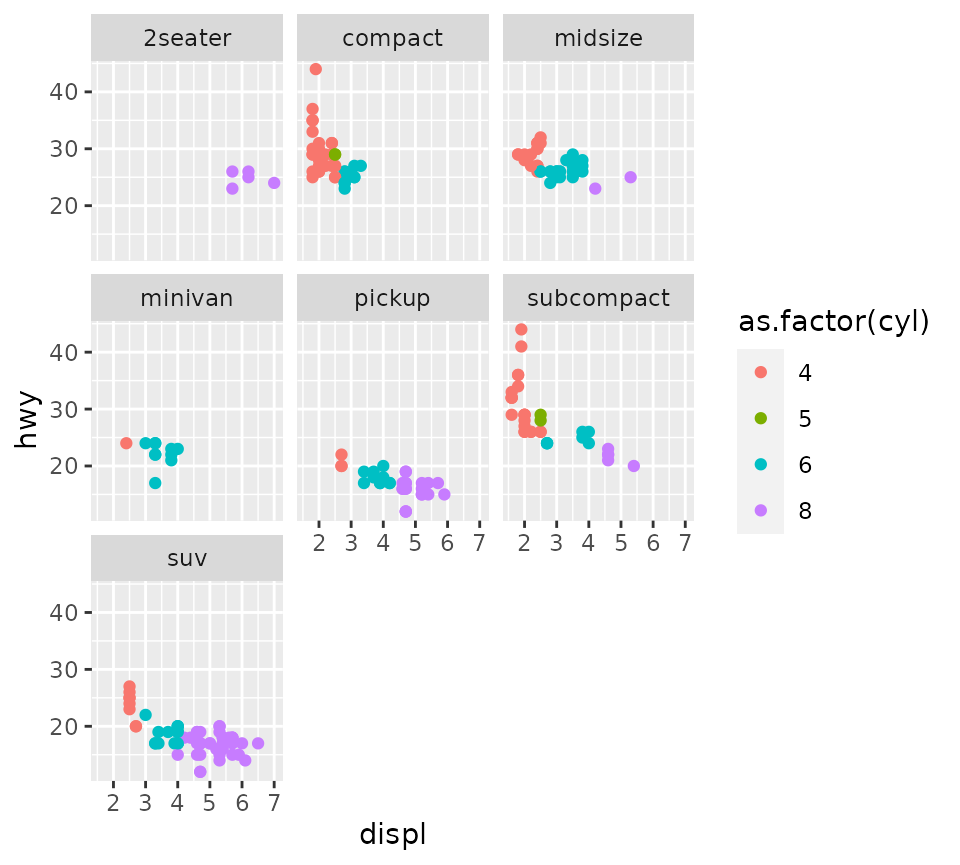 2seater compact midsize
40
30
20
minivan pickup subcompact
as.factor(cyl)
40
4
hwy
30
5
20
6
8
2 3 4 5 6 7 2 3 4 5 6 7
suv
40
30
20
2 3 4 5 6 7
displ